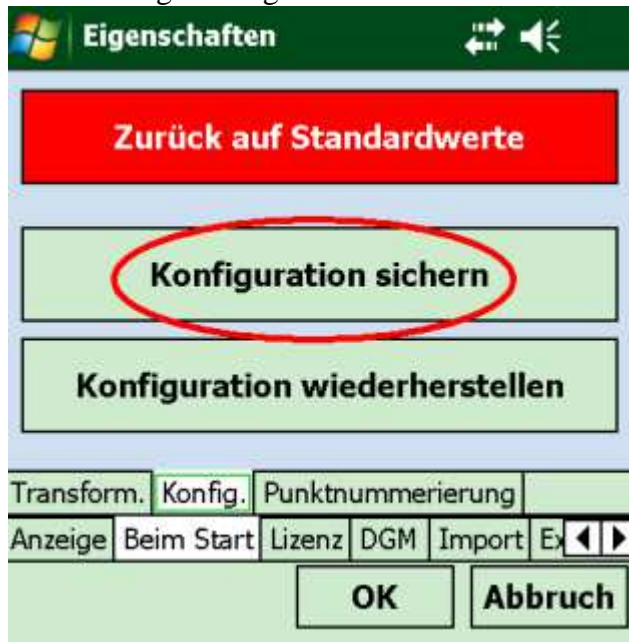 Eigenschaften
Zurück auf Standardwerte
Konfiguration sichern
Konfiguration wiederherstellen
Transform. Konfig. Punktnummerierung
Anzeige Beim Start Lizenz DGM Import
OK Abbruch